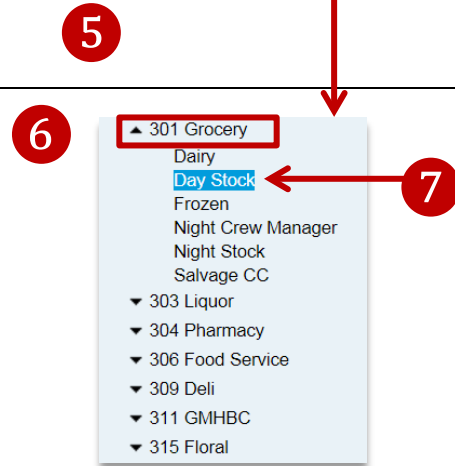 5
6
301 Grocery
Dairy
Day Stock
7
Frozen
Night Crew Manager
Night Stock
Salvage CC
303 Liquor
304 Pharmacy
306 Food Service
309 Deli
311 GMHBC
315 Floral